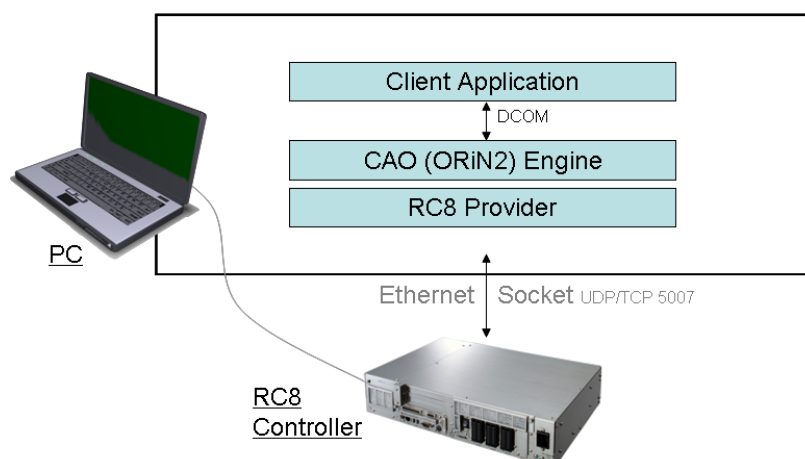 Client Application
DCOM
CAO (ORiN2) Engine
RC8 Provider
PC
Ethernet Socket UDP/TCP 5007
RC8
Controller